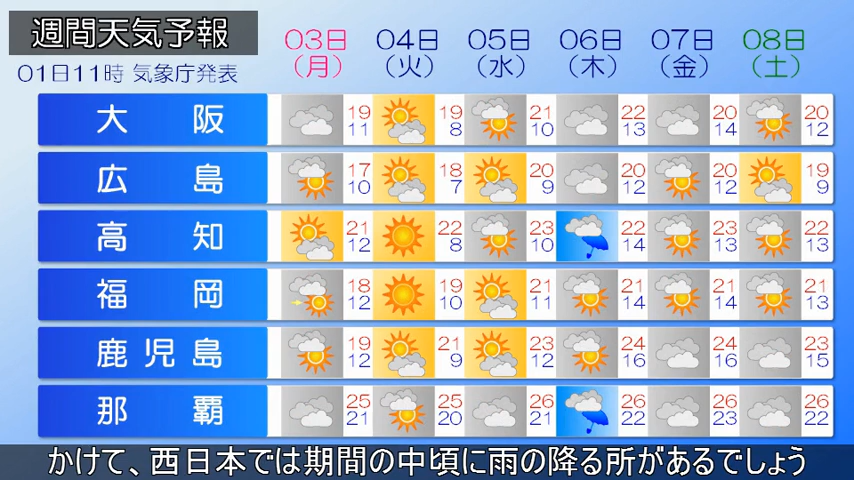 週間天気予報
01日11時 気象庁発表
03日 04日 05日 06日 07日 08日
(月) (火) (水) (木) (金) (土)
大阪 19 11 19 8 21 10 22 13 20 14 20 12
広島 17 10 18 7 20 9 20 12 20 12 19 9
高知 21 12 22 8 23 10 22 14 23 13 22 13
福岡 18 12 19 10 21 11 21 14 21 14 21 13
鹿児島 19 12 21 9 23 12 24 16 24 16 23 15
那覇 25 21 25 20 26 21 26 22 26 23 26 22
かけて、西日本では期間の中頃に雨の降る所があるでしょう